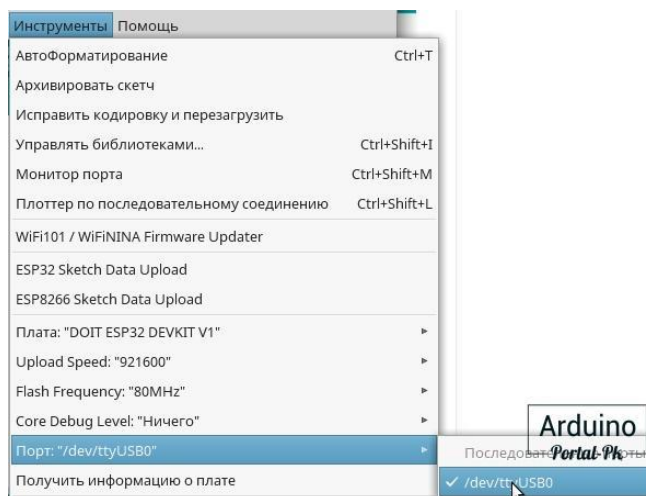 Инструменты Помощь
АвтоФорматирование Ctrl+T
Архивировать скетч
Исправить кодировку и перезагрузить
Управлять библиотеками... Ctrl+Shift+I
Монитор порта Ctrl+Shift+M
Плоттер по последовательному соединению Ctrl+Shift+L
WiFi101 / WiFiNINA Firmware Updater
ESP32 Sketch Data Upload
ESP8266 Sketch Data Upload
Плата: "DOIT ESP32 DEVKIT V1"
Upload Speed: "921600"
Flash Frequency: "80MHz"
Core Debug Level: "Ничего"
Порт: "/dev/ttyUSB0"
Получить информацию о плате
Arduino
Portal-Pk
✓ /dev/ttyUSB0